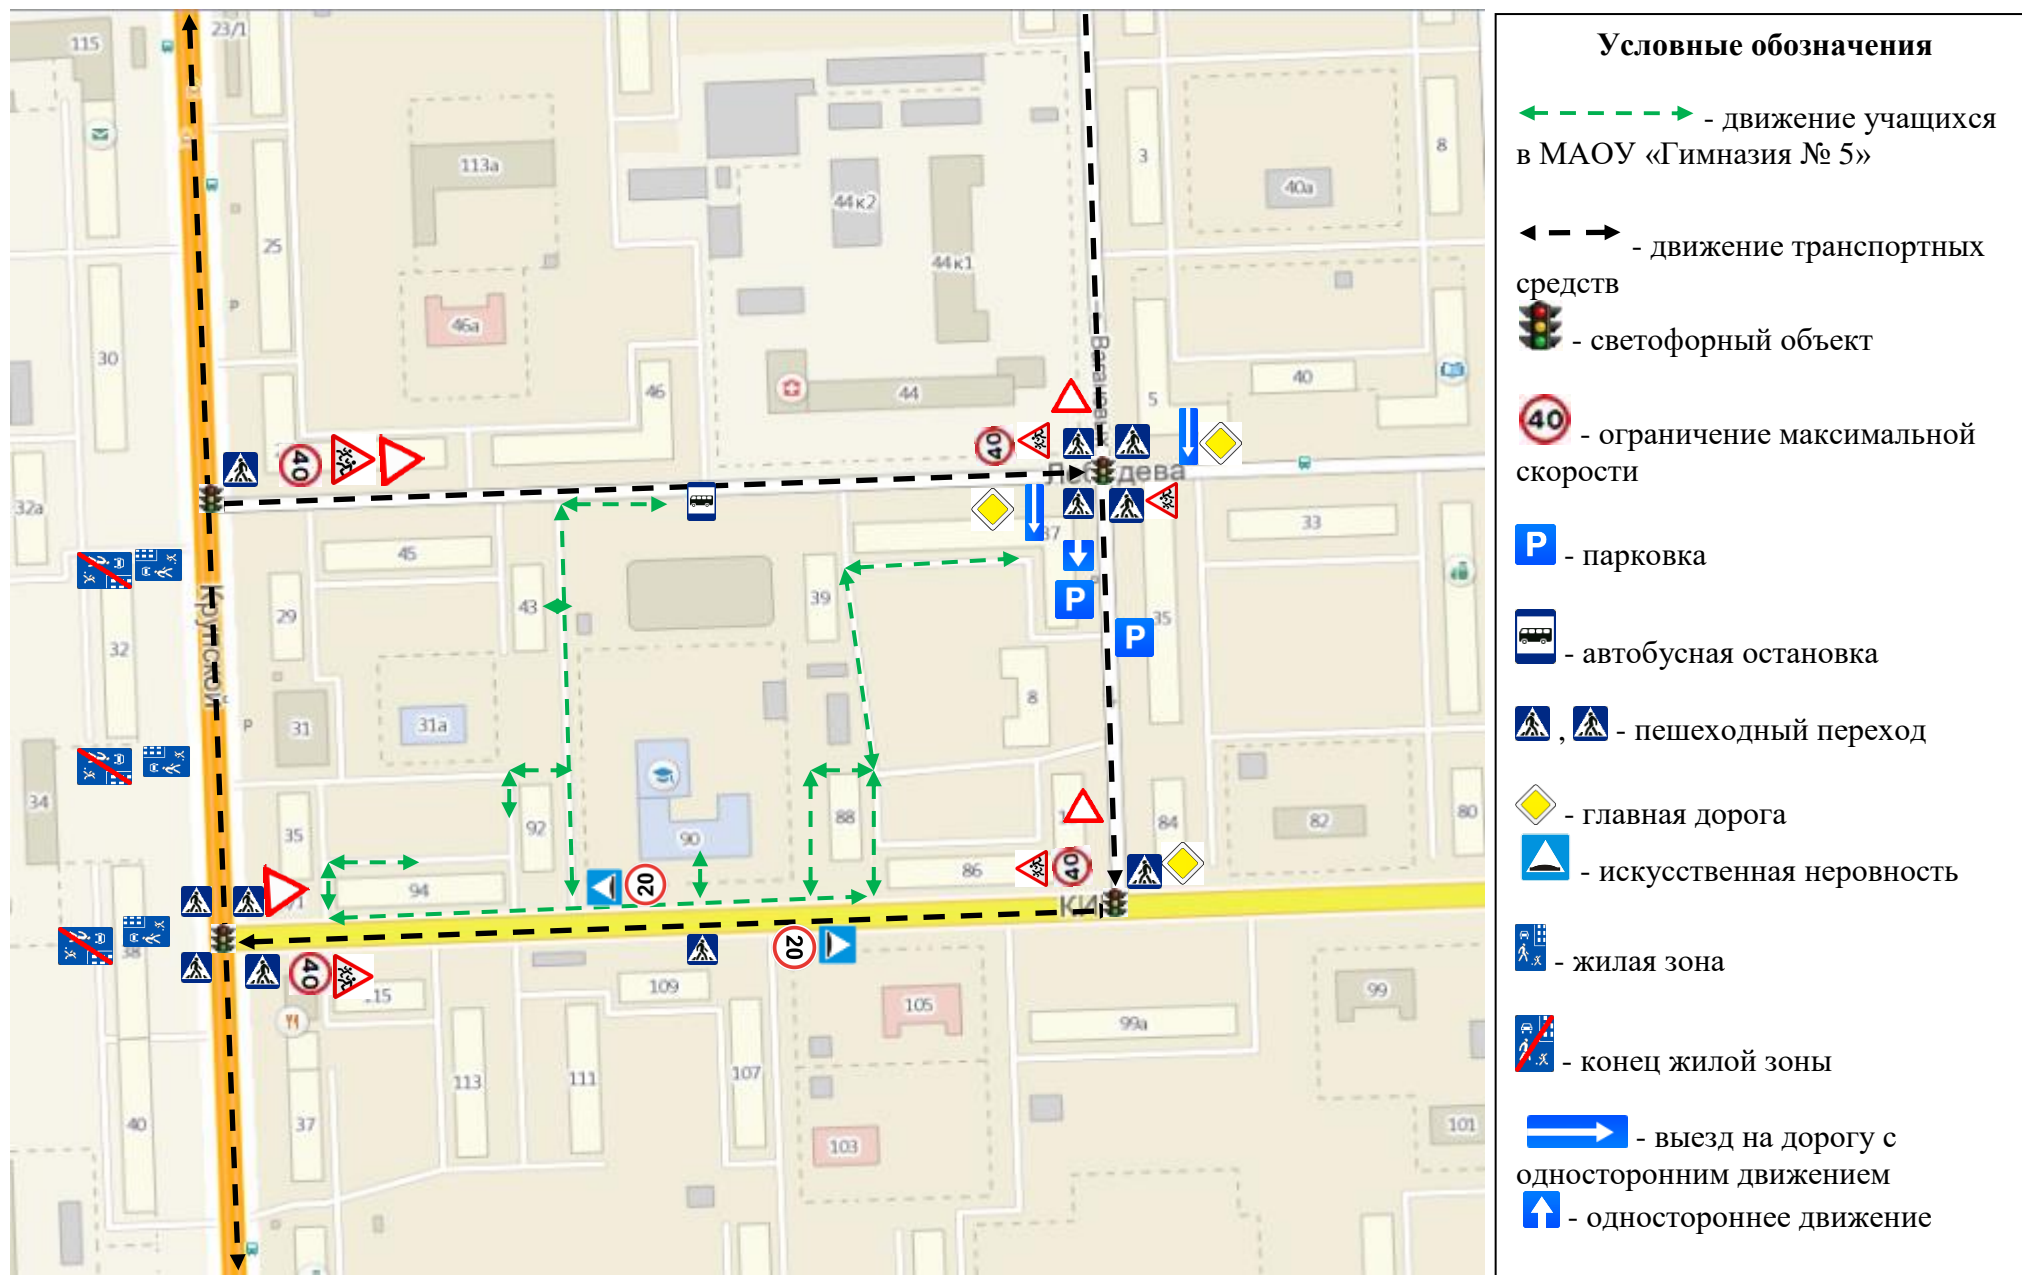 Условные обозначения
- движение учащихся
в МАОУ «Гимназия № 5»
- движение транспортных
средств
- светофорный объект
40 - ограничение максимальной
скорости
P - парковка
- автобусная остановка
, - пешеходный переход
- главная дорога
- искусственная неровность
- жилая зона
- конец жилой зоны
- выезд на дорогу с
односторонним движением
- одностороннее движение
115
23/1
113а
25
3
8
40а
44к2
44к1
46а
30
46
44
5
40
40
40
Лебедева
32а
45
37
33
43
39
29
35
P
P
Крупской
32
31
31а
8
34
35
92
90
88
84
82
80
94
86
40
20
38
20
40
115
109
105
99
99а
113
111
107
40
37
103
101